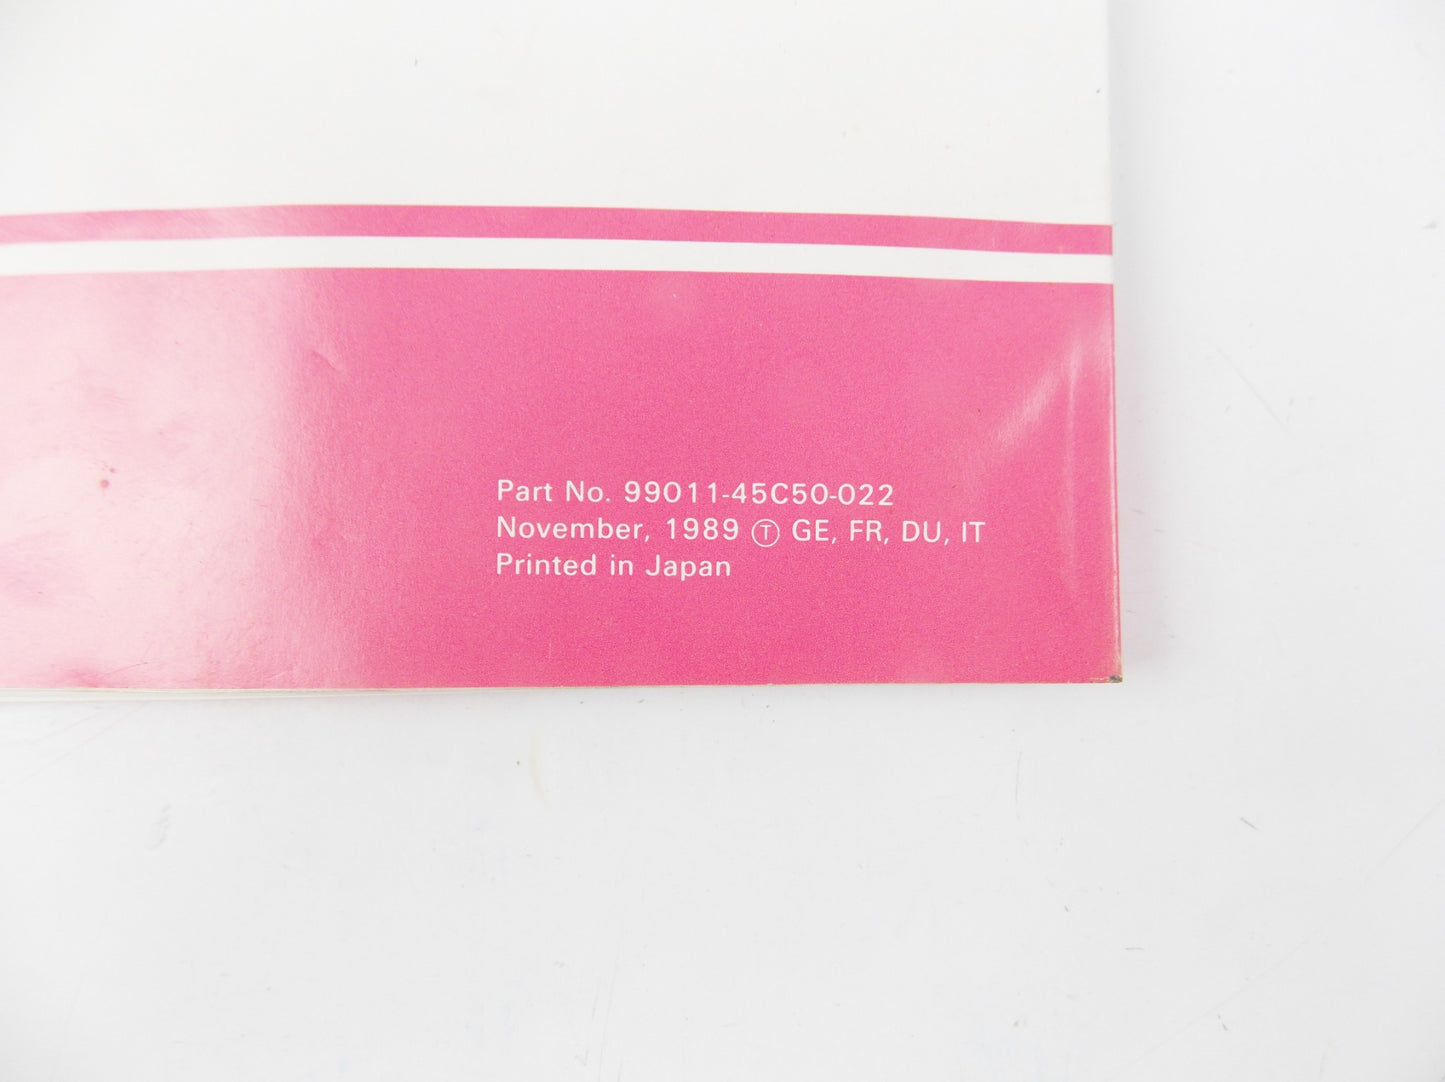 Part No. 99011-45C50-022
November, 1989 Ⓣ GE, FR, DU, IT
Printed in Japan